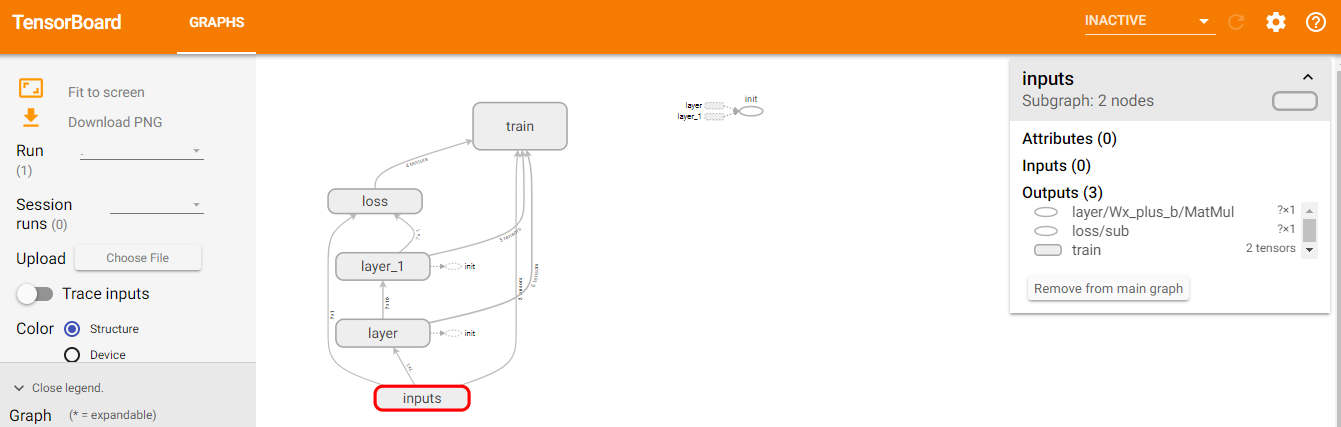 TensorBoard
GRAPHS
INACTIVE
Fit to screen
Download PNG
Run
(1)
.
Session
runs (0)
Upload
Choose File
Trace inputs
Color
Structure
Device
Close legend.
Graph
(* = expandable)
train
4 tensors
loss
3 tensors
layer_1
init
?×10
layer
init
6 tensors
?×1
?×1
inputs
init
layer
layer_1
inputs
Subgraph: 2 nodes
Attributes (0)
Inputs (0)
Outputs (3)
layer/Wx_plus_b/MatMul ?×1
loss/sub ?×1
train 2 tensors
Remove from main graph